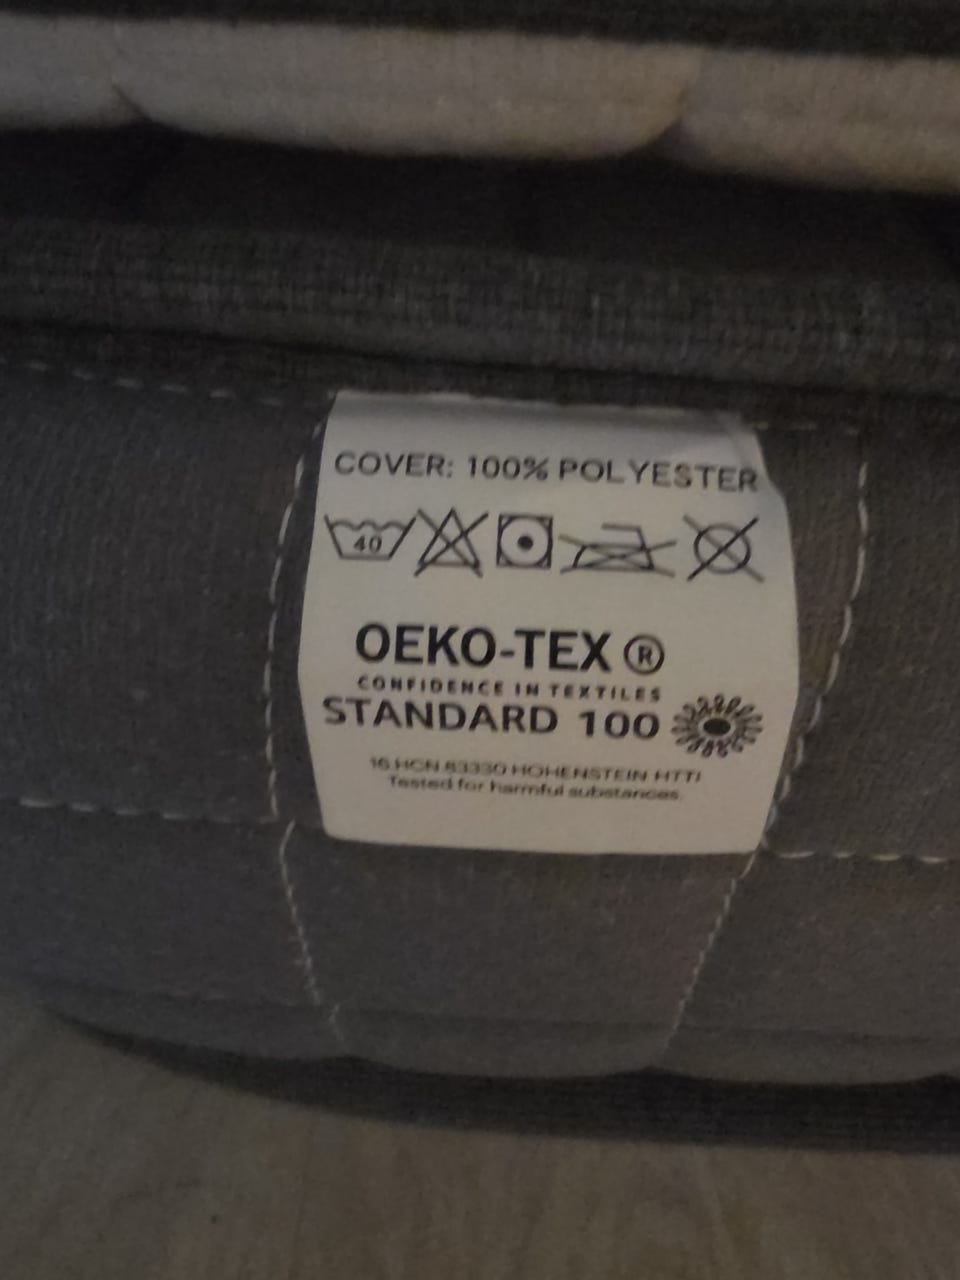 COVER: 100% POLYESTER
40
OEKO-TEX ®
CONFIDENCE IN TEXTILES
STANDARD 100
16.HCN.83330 HOHENSTEIN HTTI
Tested for harmful substances.